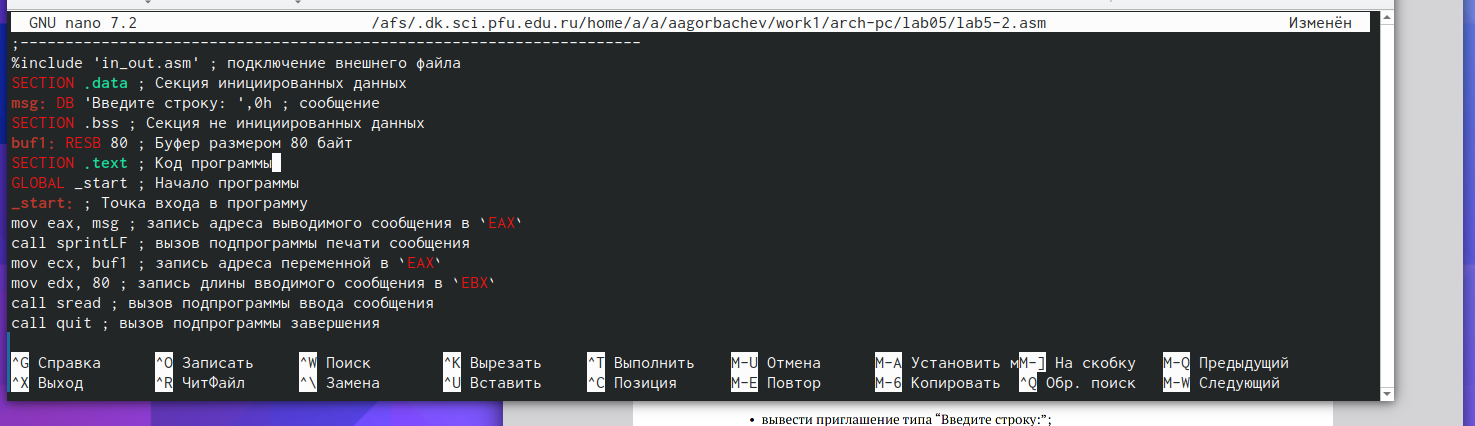 GNU nano 7.2 /afs/.dk.sci.pfu.edu.ru/home/a/a/aagorbachev/work1/arch-pc/lab05/lab5-2.asm Изменён
;---------------------------------------------------------------------
%include 'in_out.asm' ; подключение внешнего файла
SECTION .data ; Секция инициированных данных
msg: DB 'Введите строку: ',0h ; сообщение
SECTION .bss ; Секция не инициированных данных
buf1: RESB 80 ; Буфер размером 80 байт
SECTION .text ; Код программы
GLOBAL _start ; Начало программы
_start: ; Точка входа в программу
mov eax, msg ; запись адреса выводимого сообщения в `EAX`
call sprintLF ; вызов подпрограммы печати сообщения
mov ecx, buf1 ; запись адреса переменной в `EAX`
mov edx, 80 ; запись длины вводимого сообщения в `EBX`
call sread ; вызов подпрограммы ввода сообщения
call quit ; вызов подпрограммы завершения
^G Справка ^O Записать ^W Поиск ^K Вырезать ^T Выполнить M-U Отмена M-A Установить м M-] На скобку M-Q Предыдущий
^X Выход ^R ЧитФайл ^\ Замена ^U Вставить ^C Позиция M-E Повтор M-6 Копировать ^Q Обр. поиск M-W Следующий
• вывести приглашение типа “Введите строку:”;